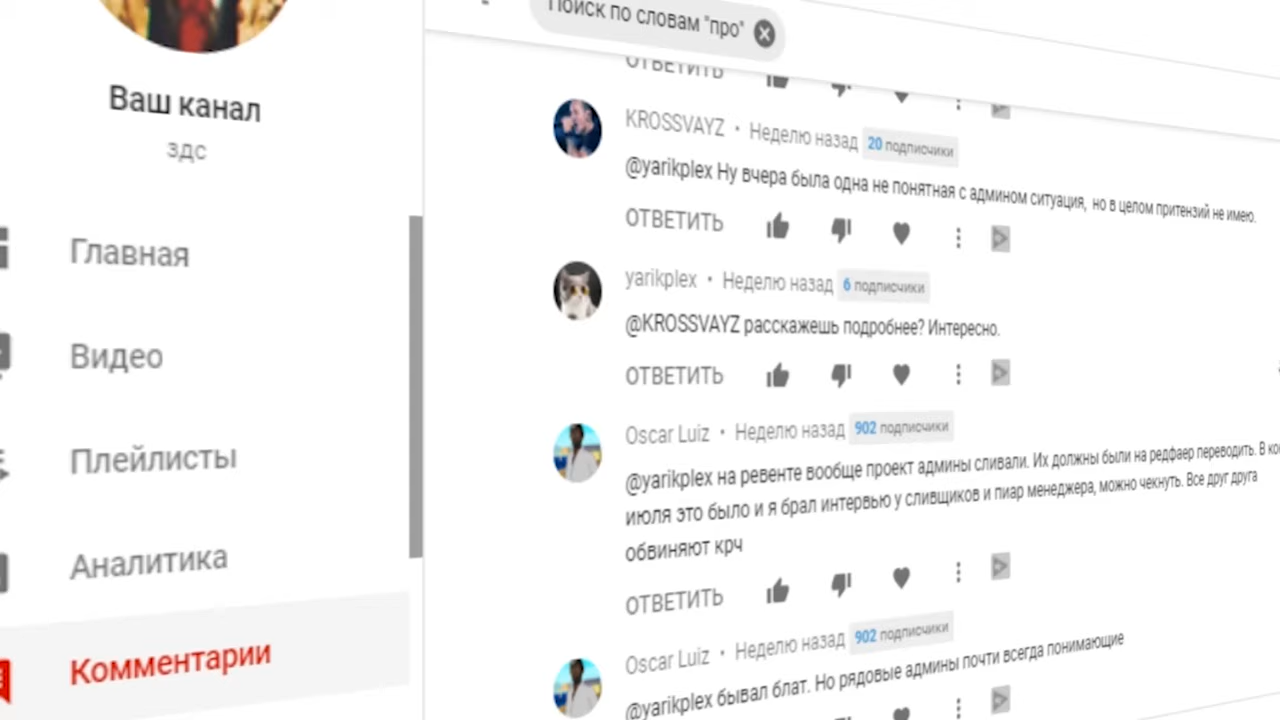 Ваш канал
здс
Главная
Видео
Плейлисты
Аналитика
Комментарии
Поиск по словам "про"
ОТВЕТИТЬ
KROSSVAYZ • Неделю назад 20 подписчики
@yarikplex Ну вчера была одна не понятная с админом ситуация, но в целом притензий не имею.
ОТВЕТИТЬ
yarikplex • Неделю назад 6 подписчики
@KROSSVAYZ расскажешь подробнее? Интересно.
ОТВЕТИТЬ
Oscar Luiz • Неделю назад 902 подписчики
@yarikplex на ревенте вообще проект админы сливали. Их должны были на редфаер переводить. В
июля это было и я брал интервью у сливщиков и пиар менеджера, можно чекнуть. Все друг друга
обвиняют крч
ОТВЕТИТЬ
Oscar Luiz • Неделю назад 902 подписчики
@yarikplex бывал блат. Но рядовые админы почти всегда понимающие